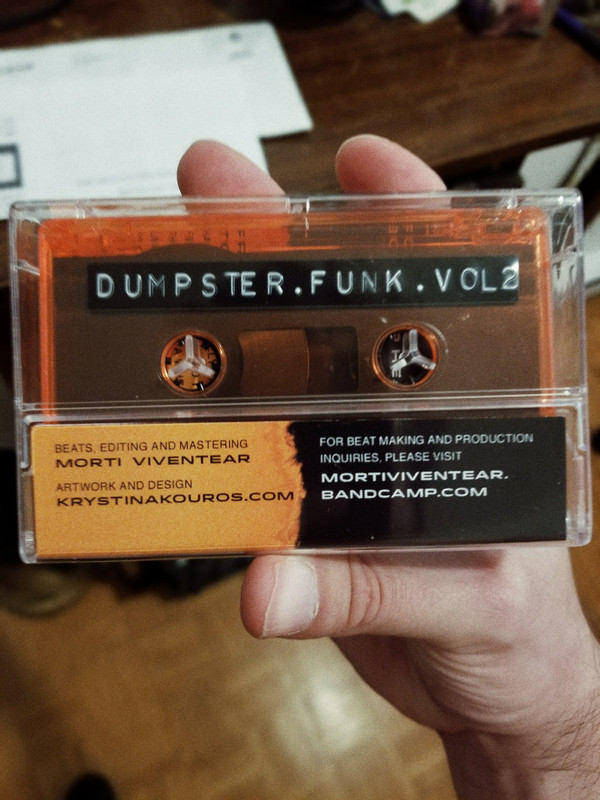 DUMPSTER.FUNK.VOL2
BEATS, EDITING AND MASTERING
MORTI VIVENTEAR
ARTWORK AND DESIGN
KRYSTINAKOUROS.COM
FOR BEAT MAKING AND PRODUCTION
INQUIRIES, PLEASE VISIT
MORTIVIVENTEAR.
BANDCAMP.COM